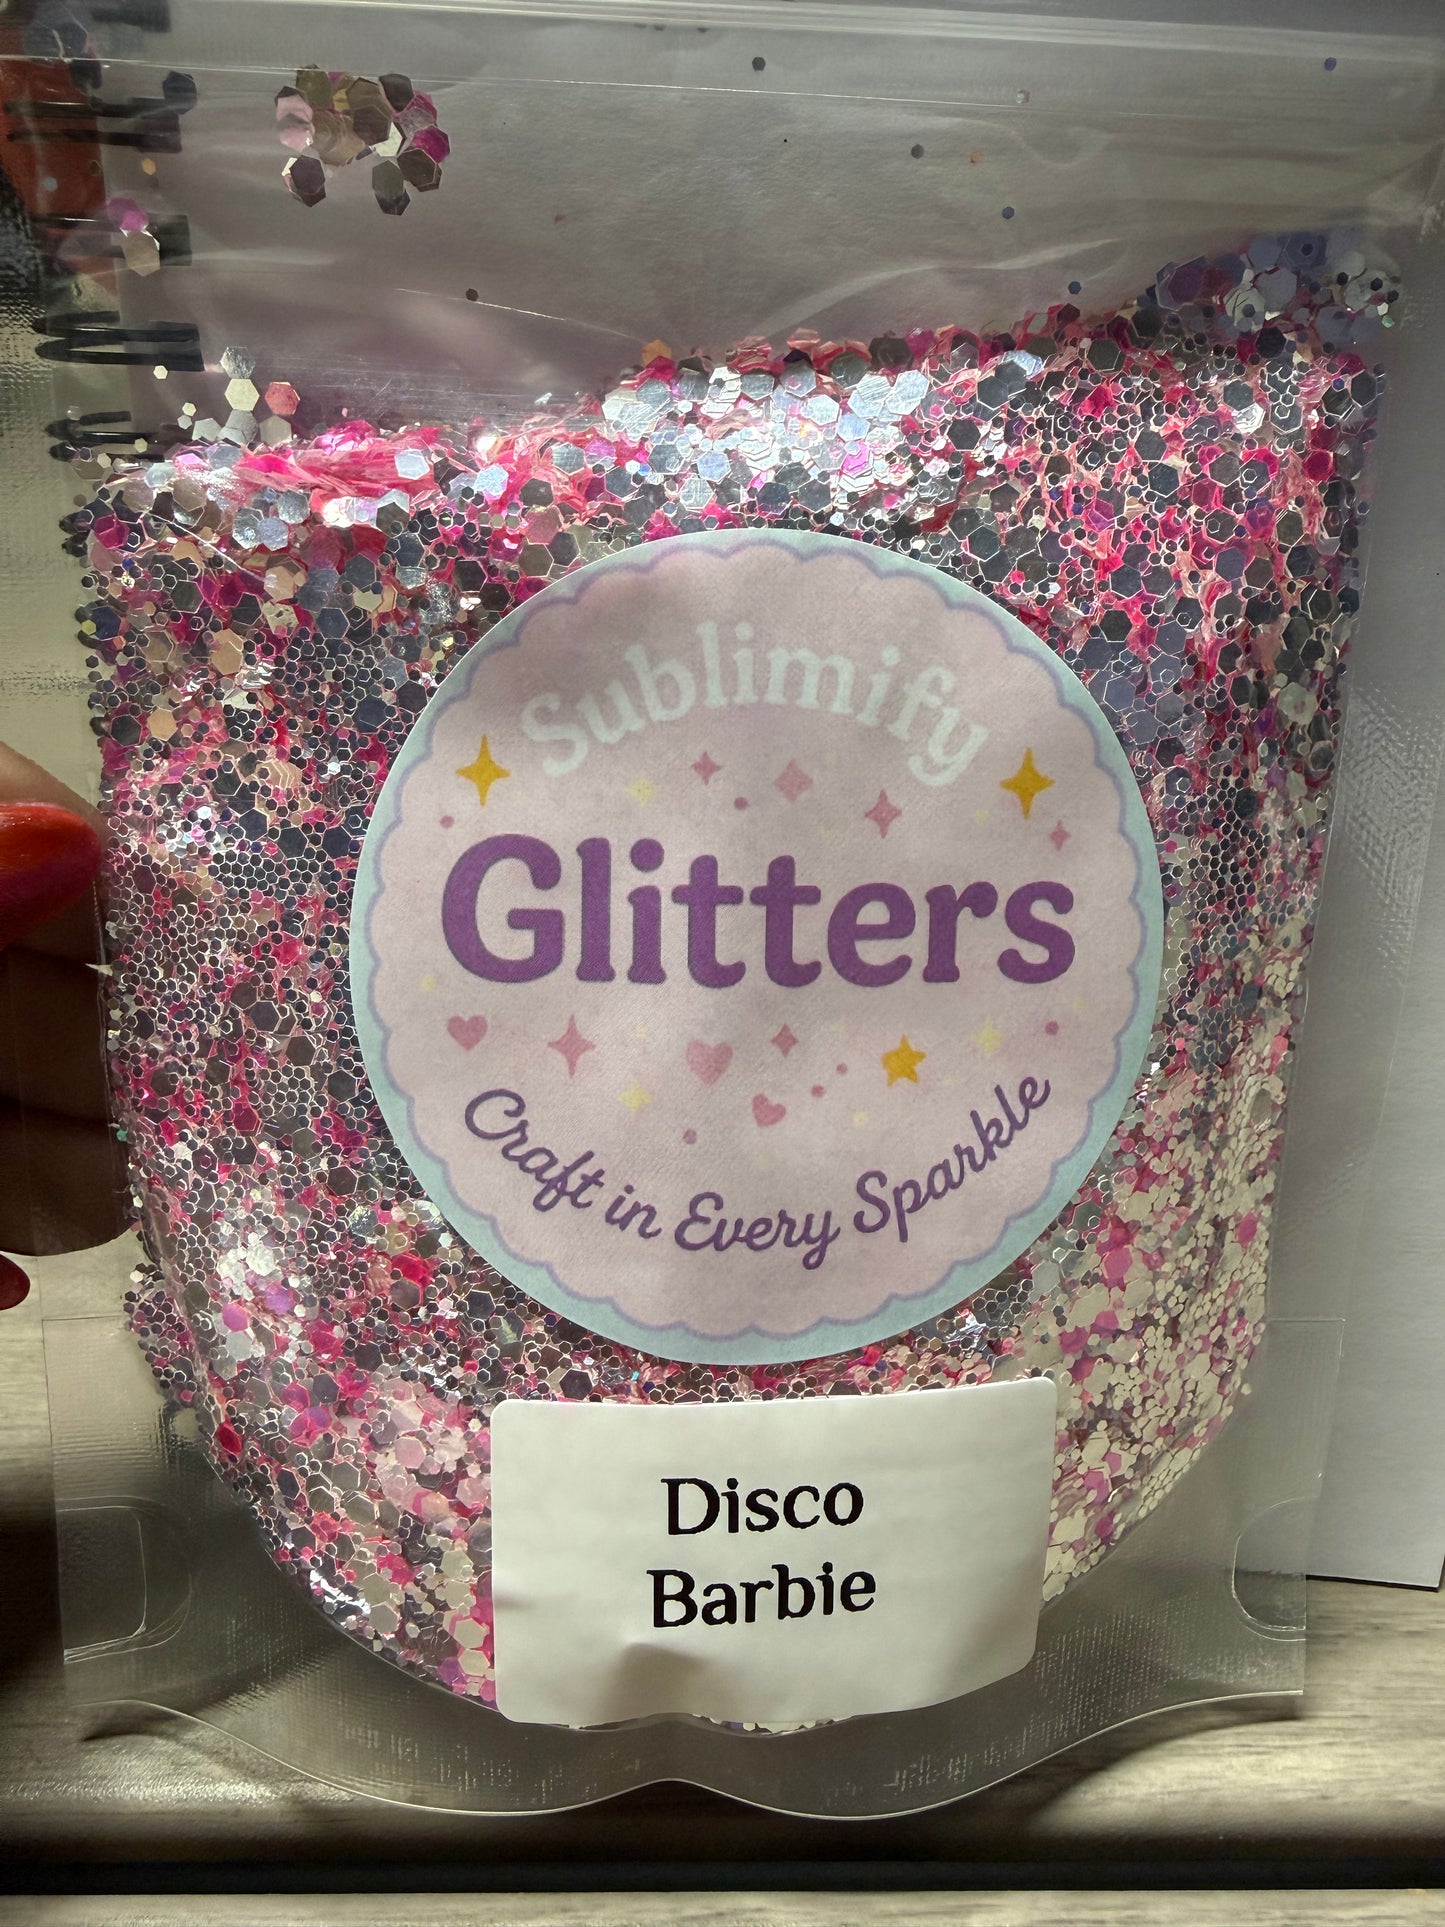 Sublimify
Glitters
Craft in Every Sparkle
Disco
Barbie